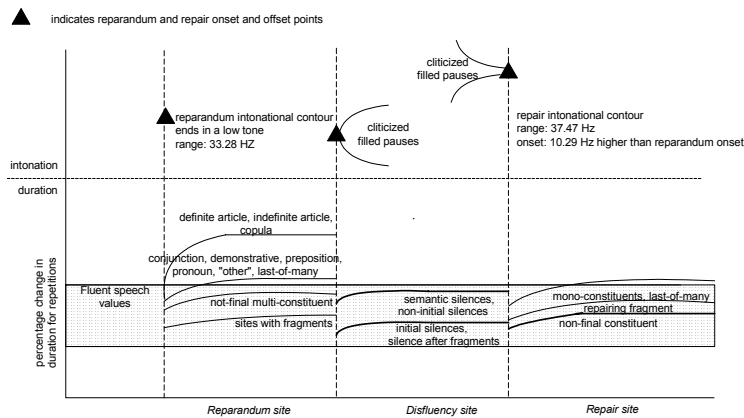 indicates reparandum and repair onset and offset points
cliticized
filled pauses
reparandum intonational contour
ends in a low tone
range: 33.28 HZ
cliticized
filled pauses
repair intonational contour
range: 37.47 Hz
onset: 10.29 Hz higher than reparandum onset
intonation
duration
definite article, indefinite article,
copula
conjunction, demonstrative, preposition,
pronoun, "other", last-of-many
Fluent speech
values
not-final multi-constituent
sites with fragments
semantic silences,
non-initial silences
initial silences,
silence after fragments
mono-constituents, last-of-many
repairing fragment
non-final constituent
percentage change in
duration for repetitions
Reparandum site
Disfluency site
Repair site